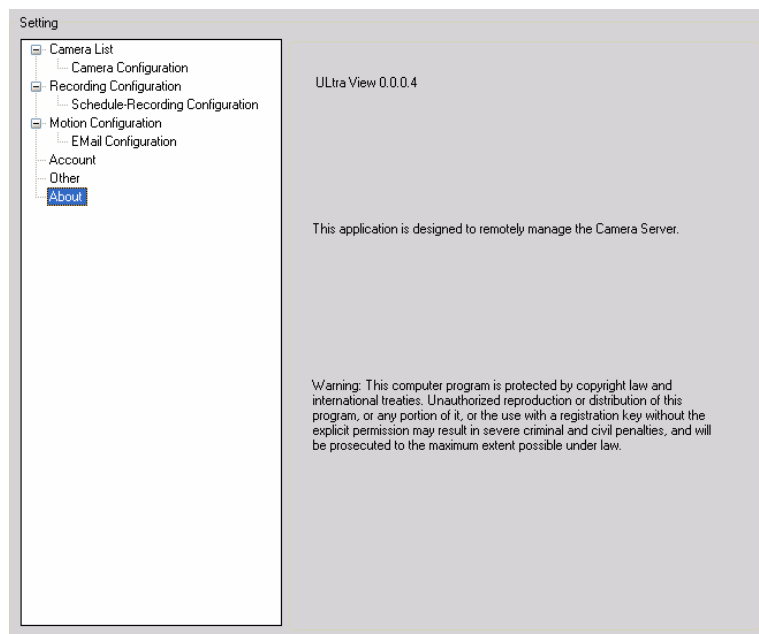 Setting
Camera List
Camera Configuration
Recording Configuration
Schedule-Recording Configuration
Motion Configuration
EMail Configuration
Account
Other
About
ULtra View 0.0.0.4
This application is designed to remotely manage the Camera Server.
Warning: This computer program is protected by copyright law and
international treaties. Unauthorized reproduction or distribution of this
program, or any portion of it, or the use with a registration key without the
explicit permission may result in severe criminal and civil penalties, and will
be prosecuted to the maximum extent possible under law.